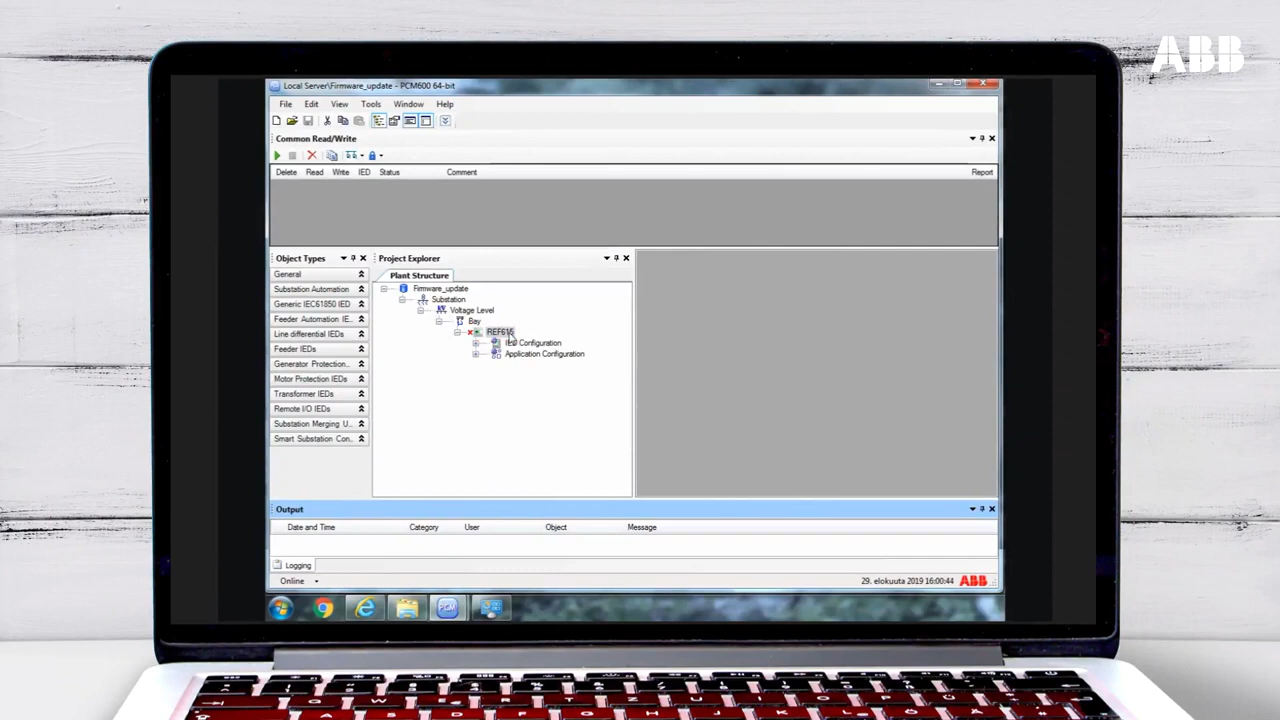 ABB
Local Server\Firmware_update - PCM600 64-bit
File Edit View Tools Window Help
Common Read/Write
Delete Read Write IED Status Comment Report
Object Types
Project Explorer
General
Plant Structure
Substation Automation
Firmware_update
Generic IEC61850 IED
Substation
Feeder Automation IE...
Voltage Level
Line differential IEDs
Bay
Feeder IEDs
REF615
Generator Protection...
IED Configuration
Motor Protection IEDs
Application Configuration
Transformer IEDs
Remote I/O IEDs
Substation Merging U...
Smart Substation Con...
Output
Date and Time Category User Object Message
Logging
Online
29. elokuuta 2019 16:00:44 ABB
PCM